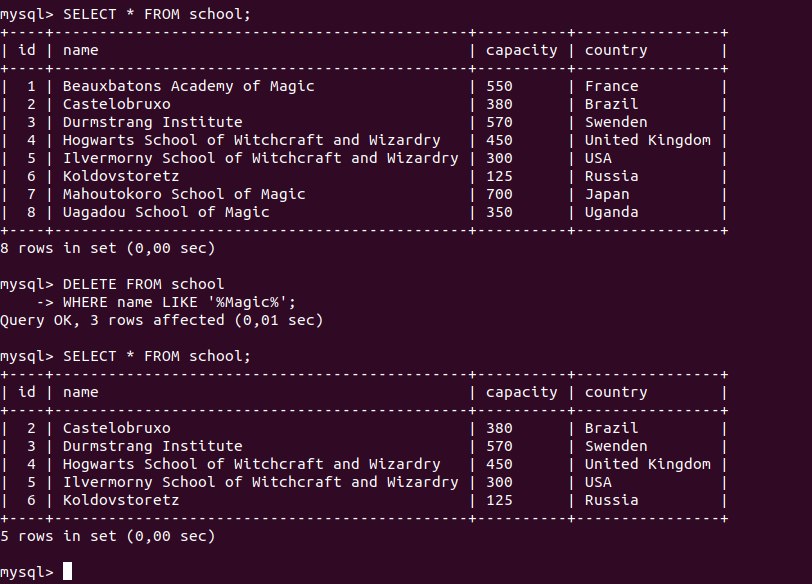 mysql> SELECT * FROM school;
+----+----------------------------------------------+----------+----------------+
| id | name                                         | capacity | country        |
+----+----------------------------------------------+----------+----------------+
|  1 | Beauxbatons Academy of Magic                 | 550      | France         |
|  2 | Castelobruxo                                 | 380      | Brazil         |
|  3 | Durmstrang Institute                         | 570      | Swenden        |
|  4 | Hogwarts School of Witchcraft and Wizardry   | 450      | United Kingdom |
|  5 | Ilvermorny School of Witchcraft and Wizardry | 300      | USA            |
|  6 | Koldovstoretz                                | 125      | Russia         |
|  7 | Mahoutokoro School of Magic                  | 700      | Japan          |
|  8 | Uagadou School of Magic                      | 350      | Uganda         |
+----+----------------------------------------------+----------+----------------+
8 rows in set (0,00 sec)

mysql> DELETE FROM school
    -> WHERE name LIKE '%Magic%';
Query OK, 3 rows affected (0,01 sec)

mysql> SELECT * FROM school;
+----+----------------------------------------------+----------+----------------+
| id | name                                         | capacity | country        |
+----+----------------------------------------------+----------+----------------+
|  2 | Castelobruxo                                 | 380      | Brazil         |
|  3 | Durmstrang Institute                         | 570      | Swenden        |
|  4 | Hogwarts School of Witchcraft and Wizardry   | 450      | United Kingdom |
|  5 | Ilvermorny School of Witchcraft and Wizardry | 300      | USA            |
|  6 | Koldovstoretz                                | 125      | Russia         |
+----+----------------------------------------------+----------+----------------+
5 rows in set (0,00 sec)

mysql>